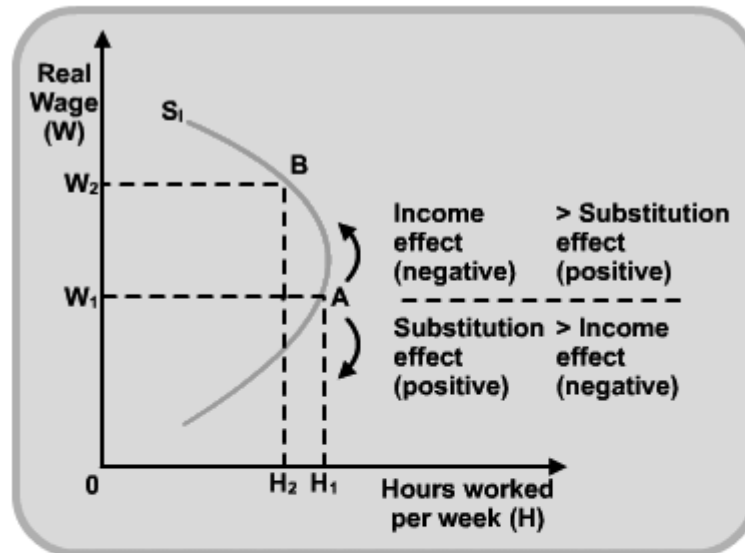 Real
Wage
(W)
S₁
B
W₂
Income > Substitution
effect effect
(negative) (positive)
W₁
A
Substitution > Income
effect effect
(positive) (negative)
0
H₂ H₁
Hours worked
per week (H)